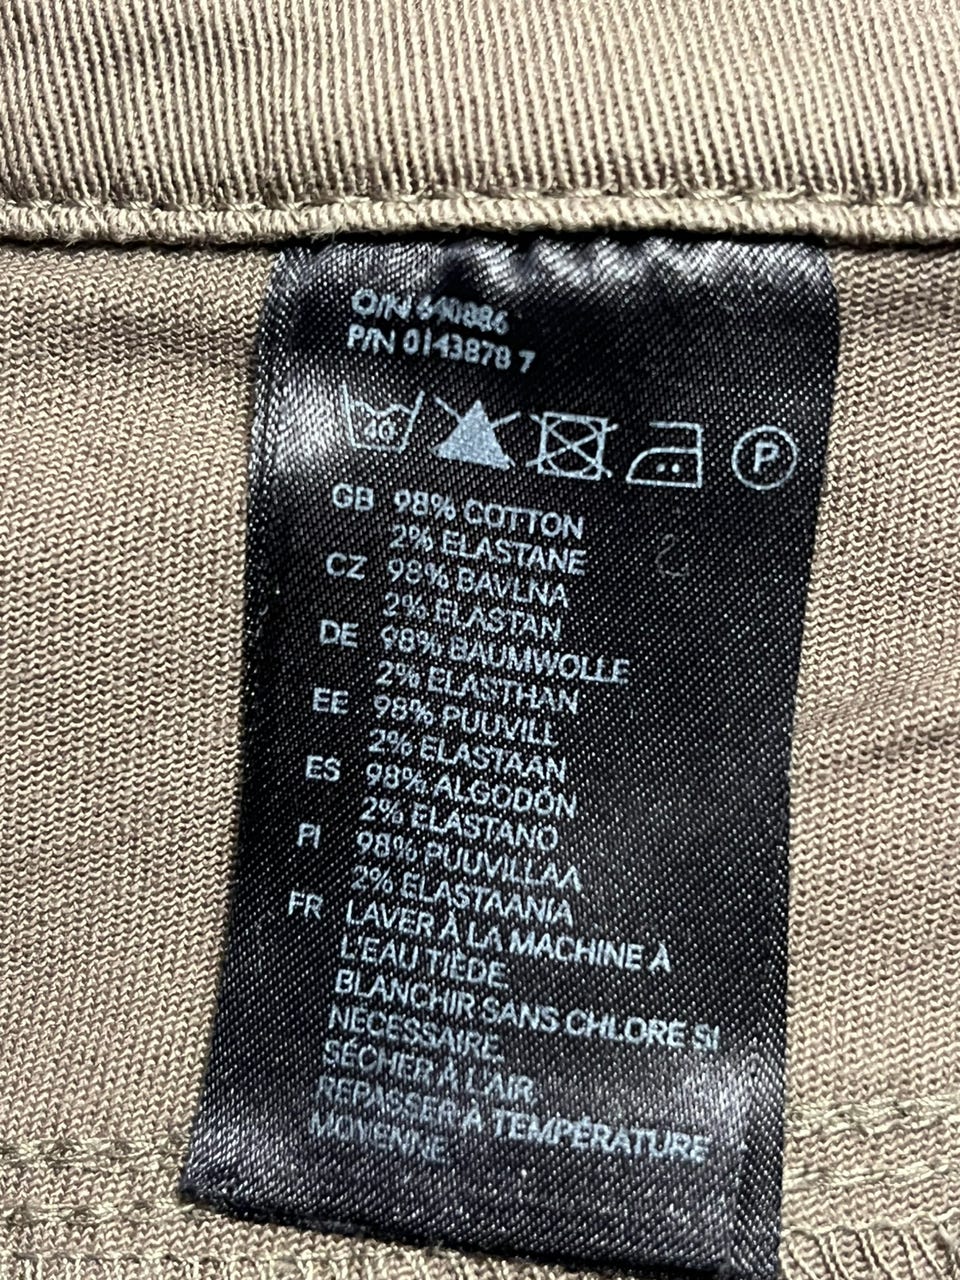 O/N 640886
P/N 0143878 7
40
P
GB 98% COTTON
2% ELASTANE
CZ 98% BAVLNA
2% ELASTAN
DE 98% BAUMWOLLE
2% ELASTHAN
EE 98% PUUVILL
2% ELASTAAN
ES 98% ALGODÓN
2% ELASTANO
FI 98% PUUVILLAA
2% ELASTAANIA
FR LAVER À LA MACHINE À
L'EAU TIÈDE.
BLANCHIR SANS CHLORE SI
NÉCESSAIRE.
SÉCHER À L'AIR.
REPASSER À TEMPÉRATURE
MOYENNE.